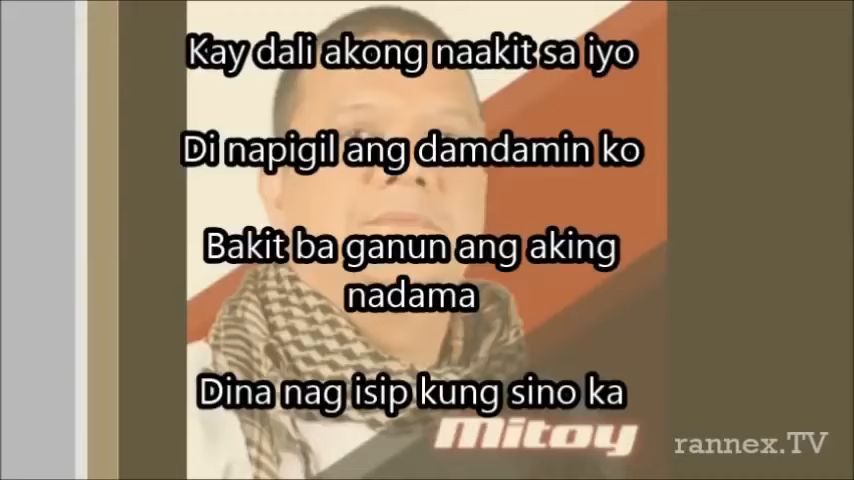 Kay dali akong naakit sa iyo
Di napigil ang damdamin ko
Bakit ba ganun ang aking
nadama
Dina nag isip kung sino ka
Mitoy
rannex.TV